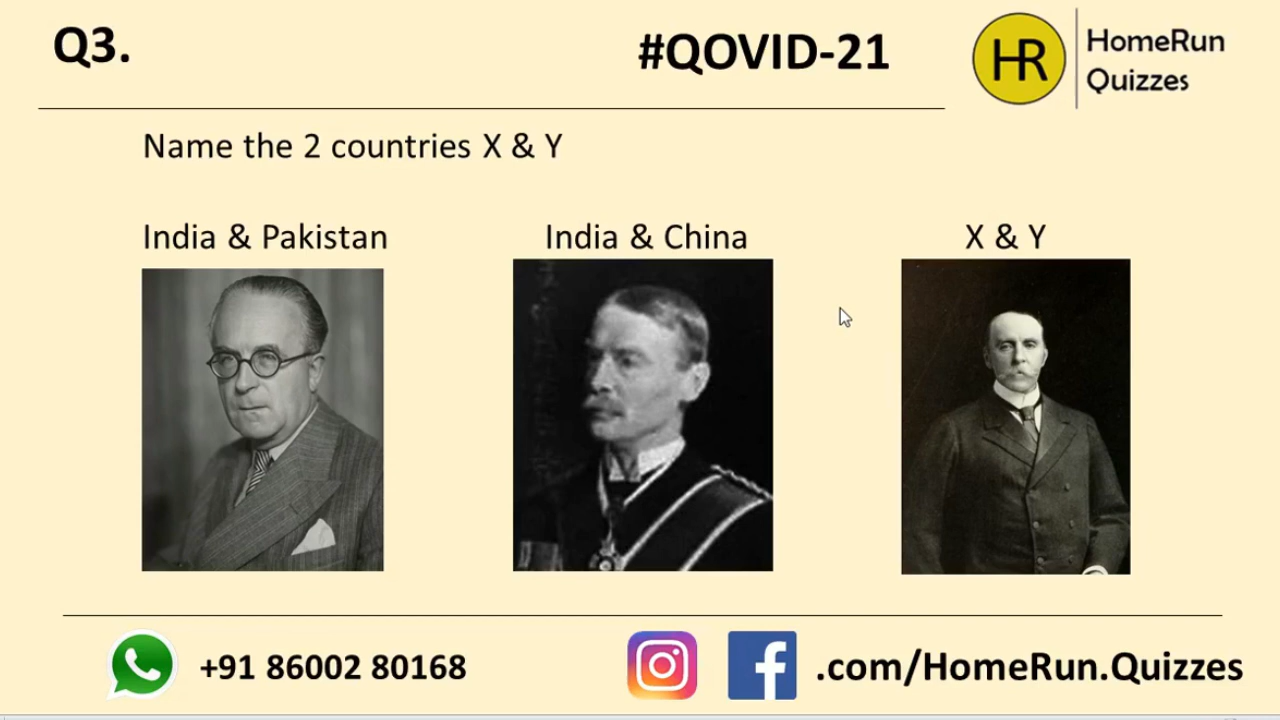 Q3.
#QOVID-21
HR
HomeRun
Quizzes
Name the 2 countries X & Y
India & Pakistan
India & China
X & Y
+91 86002 80168
.com/HomeRun.Quizzes